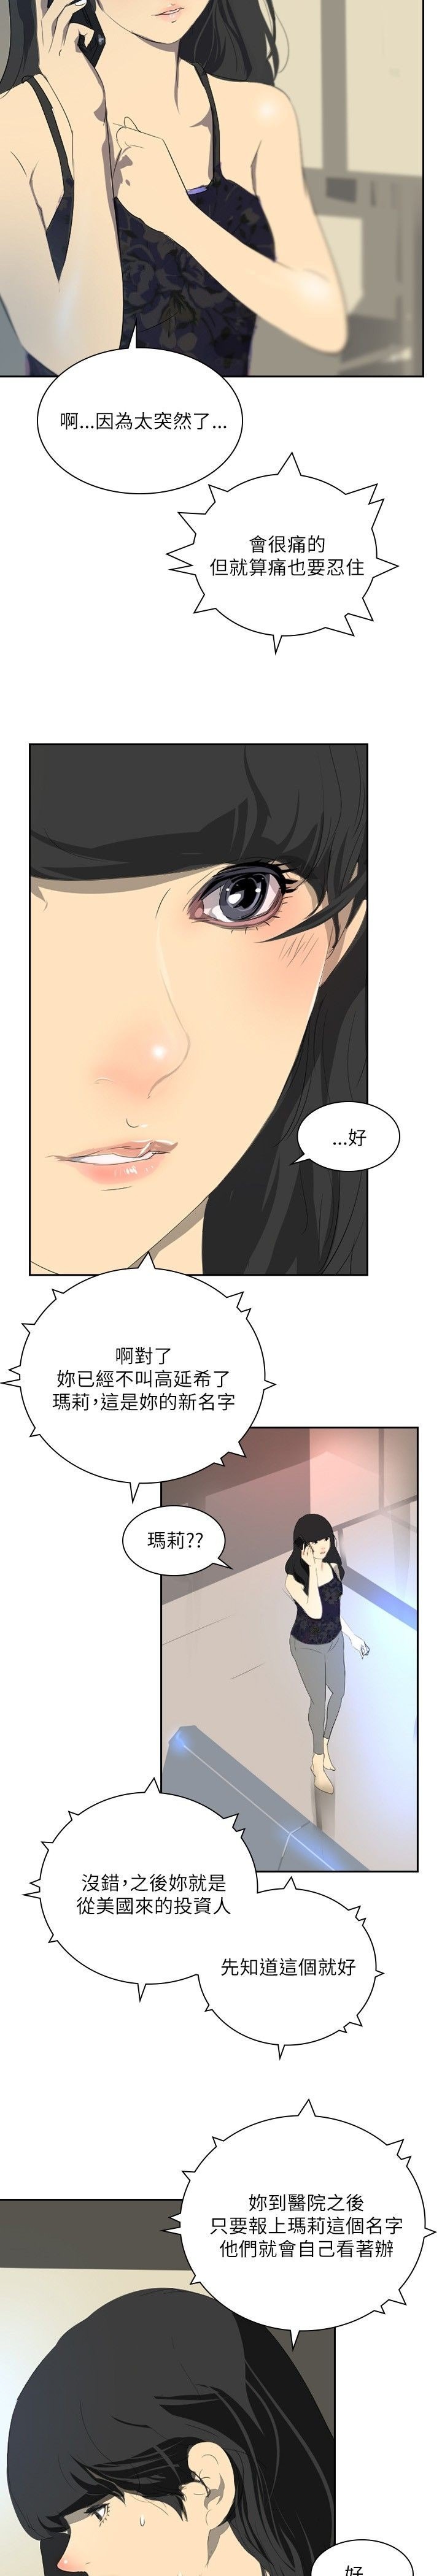 啊...因為太突然了...
會很痛的
但就算痛也要忍住
...好
啊對了
妳已經不叫高延希了
瑪莉，這是妳的新名字
瑪莉??
沒錯，之後妳就是
從美國來的投資人
先知道這個就好
妳到醫院之後
只要報上瑪莉這個名字
他們就會自己看著辦
好